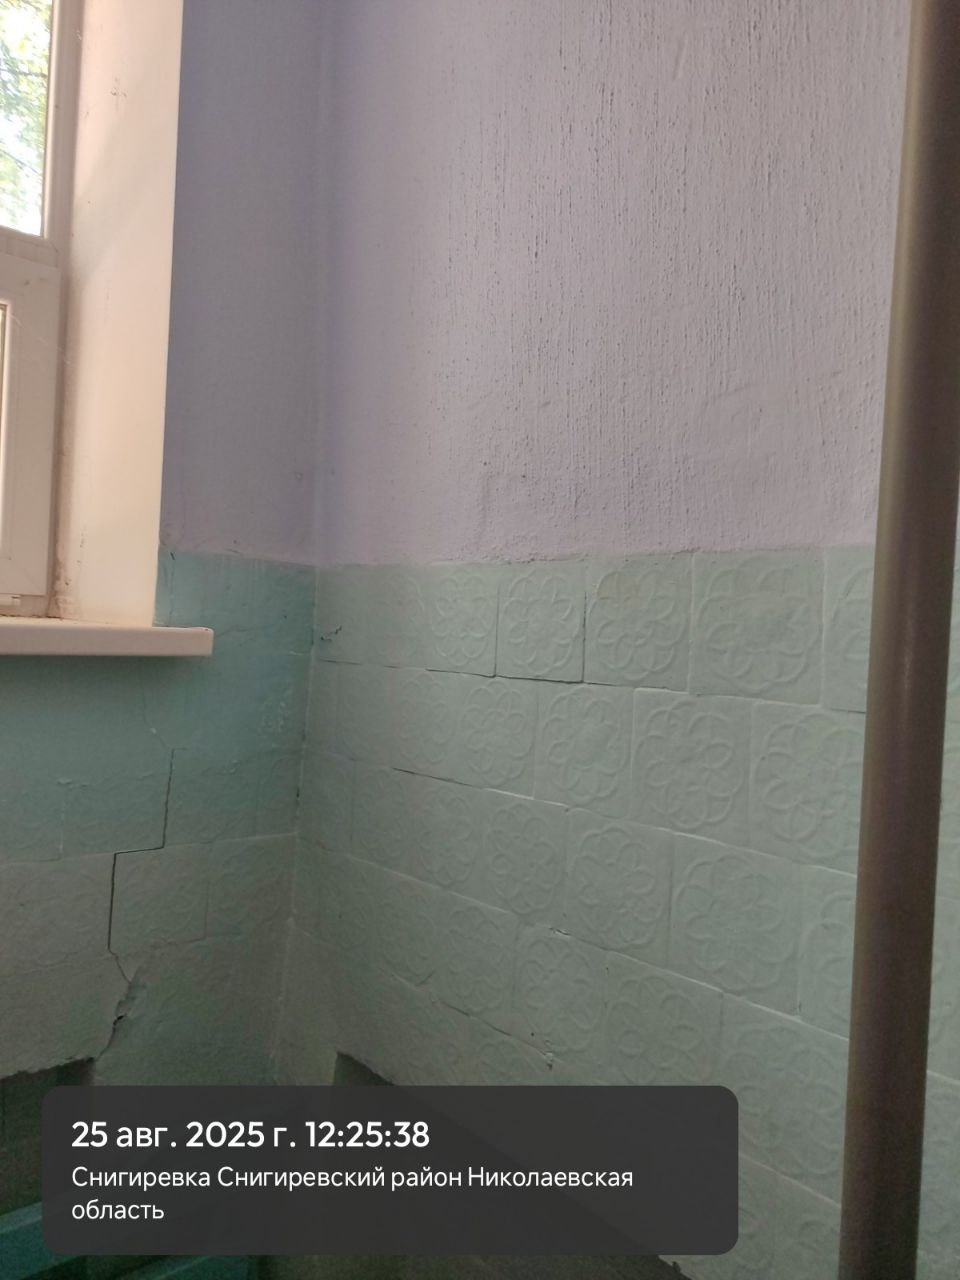 25 авг. 2025 г. 12:25:38
Снигиревка Снигиревский район Николаевская
область